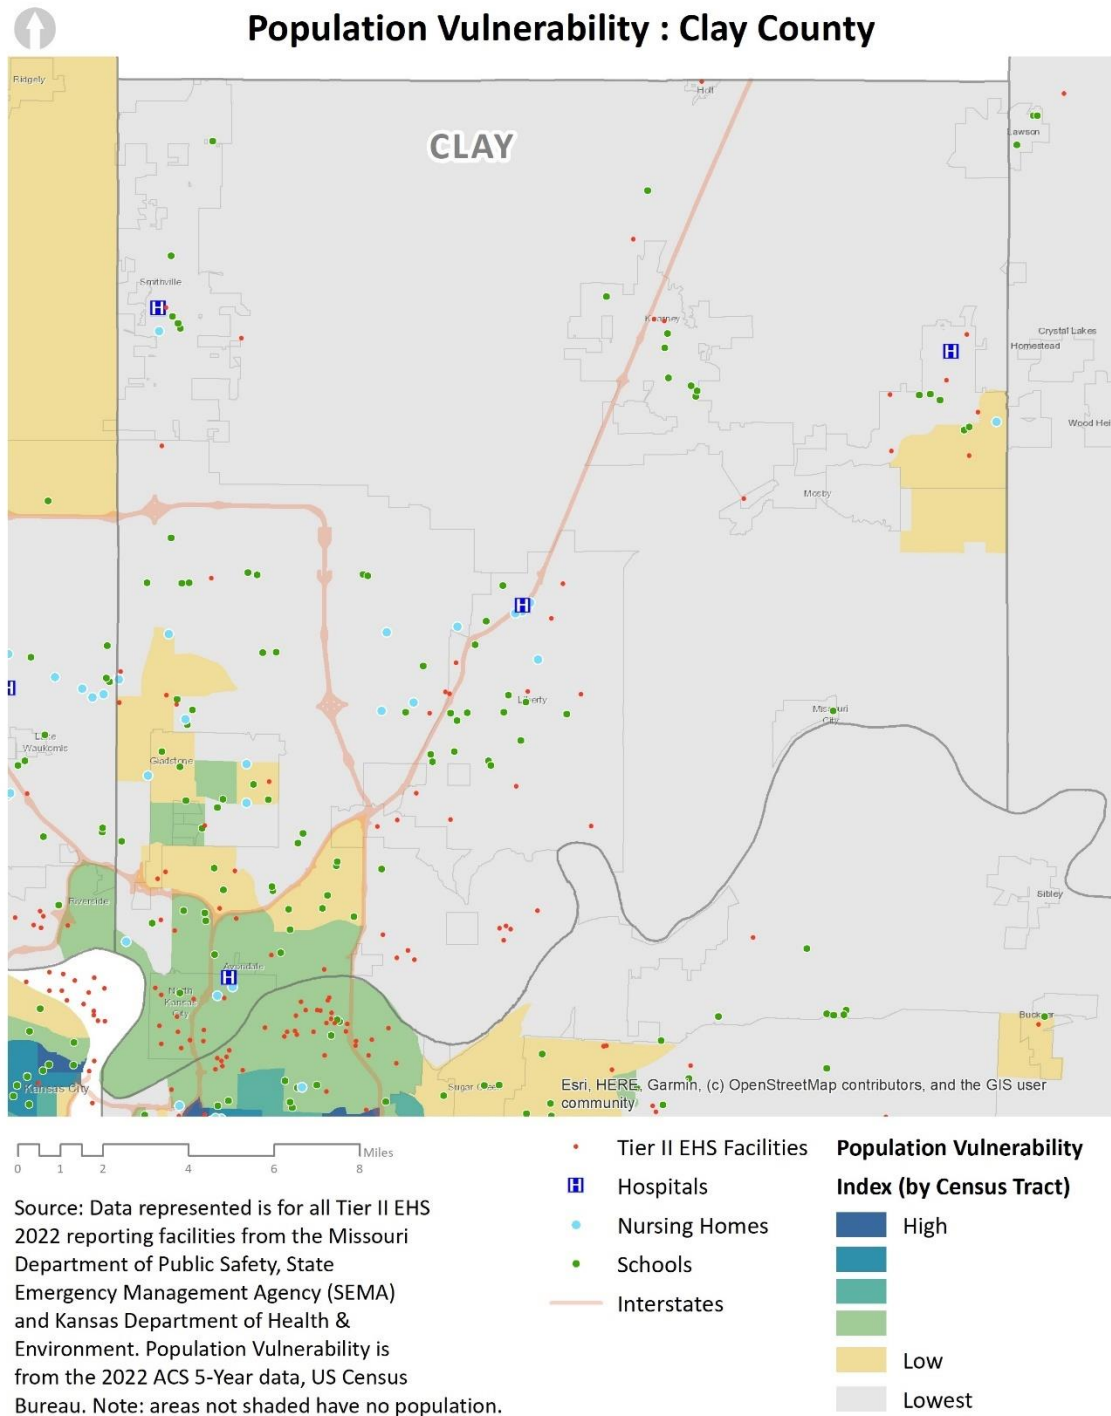 Population Vulnerability : Clay County
Ridgely
Holt
CLAY
Lawson
Smithville
Kearney
Crystal Lakes
Homestead
Wood Hei
Mosby
Liberty
Missouri
City
Lake
Waukomis
Gladstone
Riverside
Sibley
Avondale
North
Kansas
City
Buckner
Kansas City
Sugar Creek
Esri, HERE, Garmin, (c) OpenStreetMap contributors, and the GIS user
community
Miles
0 1 2 4 6 8
Source: Data represented is for all Tier II EHS
2022 reporting facilities from the Missouri
Department of Public Safety, State
Emergency Management Agency (SEMA)
and Kansas Department of Health &
Environment. Population Vulnerability is
from the 2022 ACS 5-Year data, US Census
Bureau. Note: areas not shaded have no population.
Tier II EHS Facilities
H Hospitals
Nursing Homes
Schools
Interstates
Population Vulnerability
Index (by Census Tract)
High
Low
Lowest